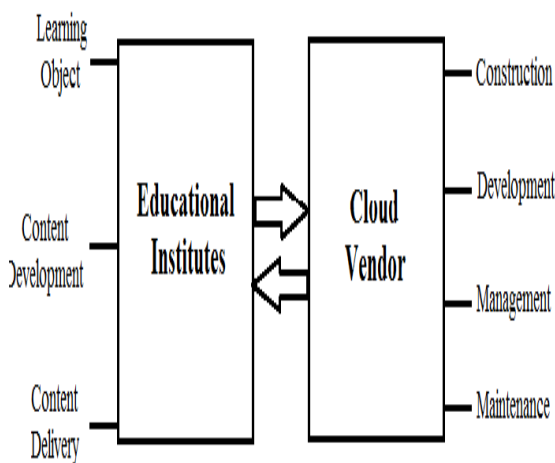 Learning
Object
Content
Development
Content
Delivery
Educational
Institutes
Cloud
Vendor
Construction
Development
Management
Maintenance